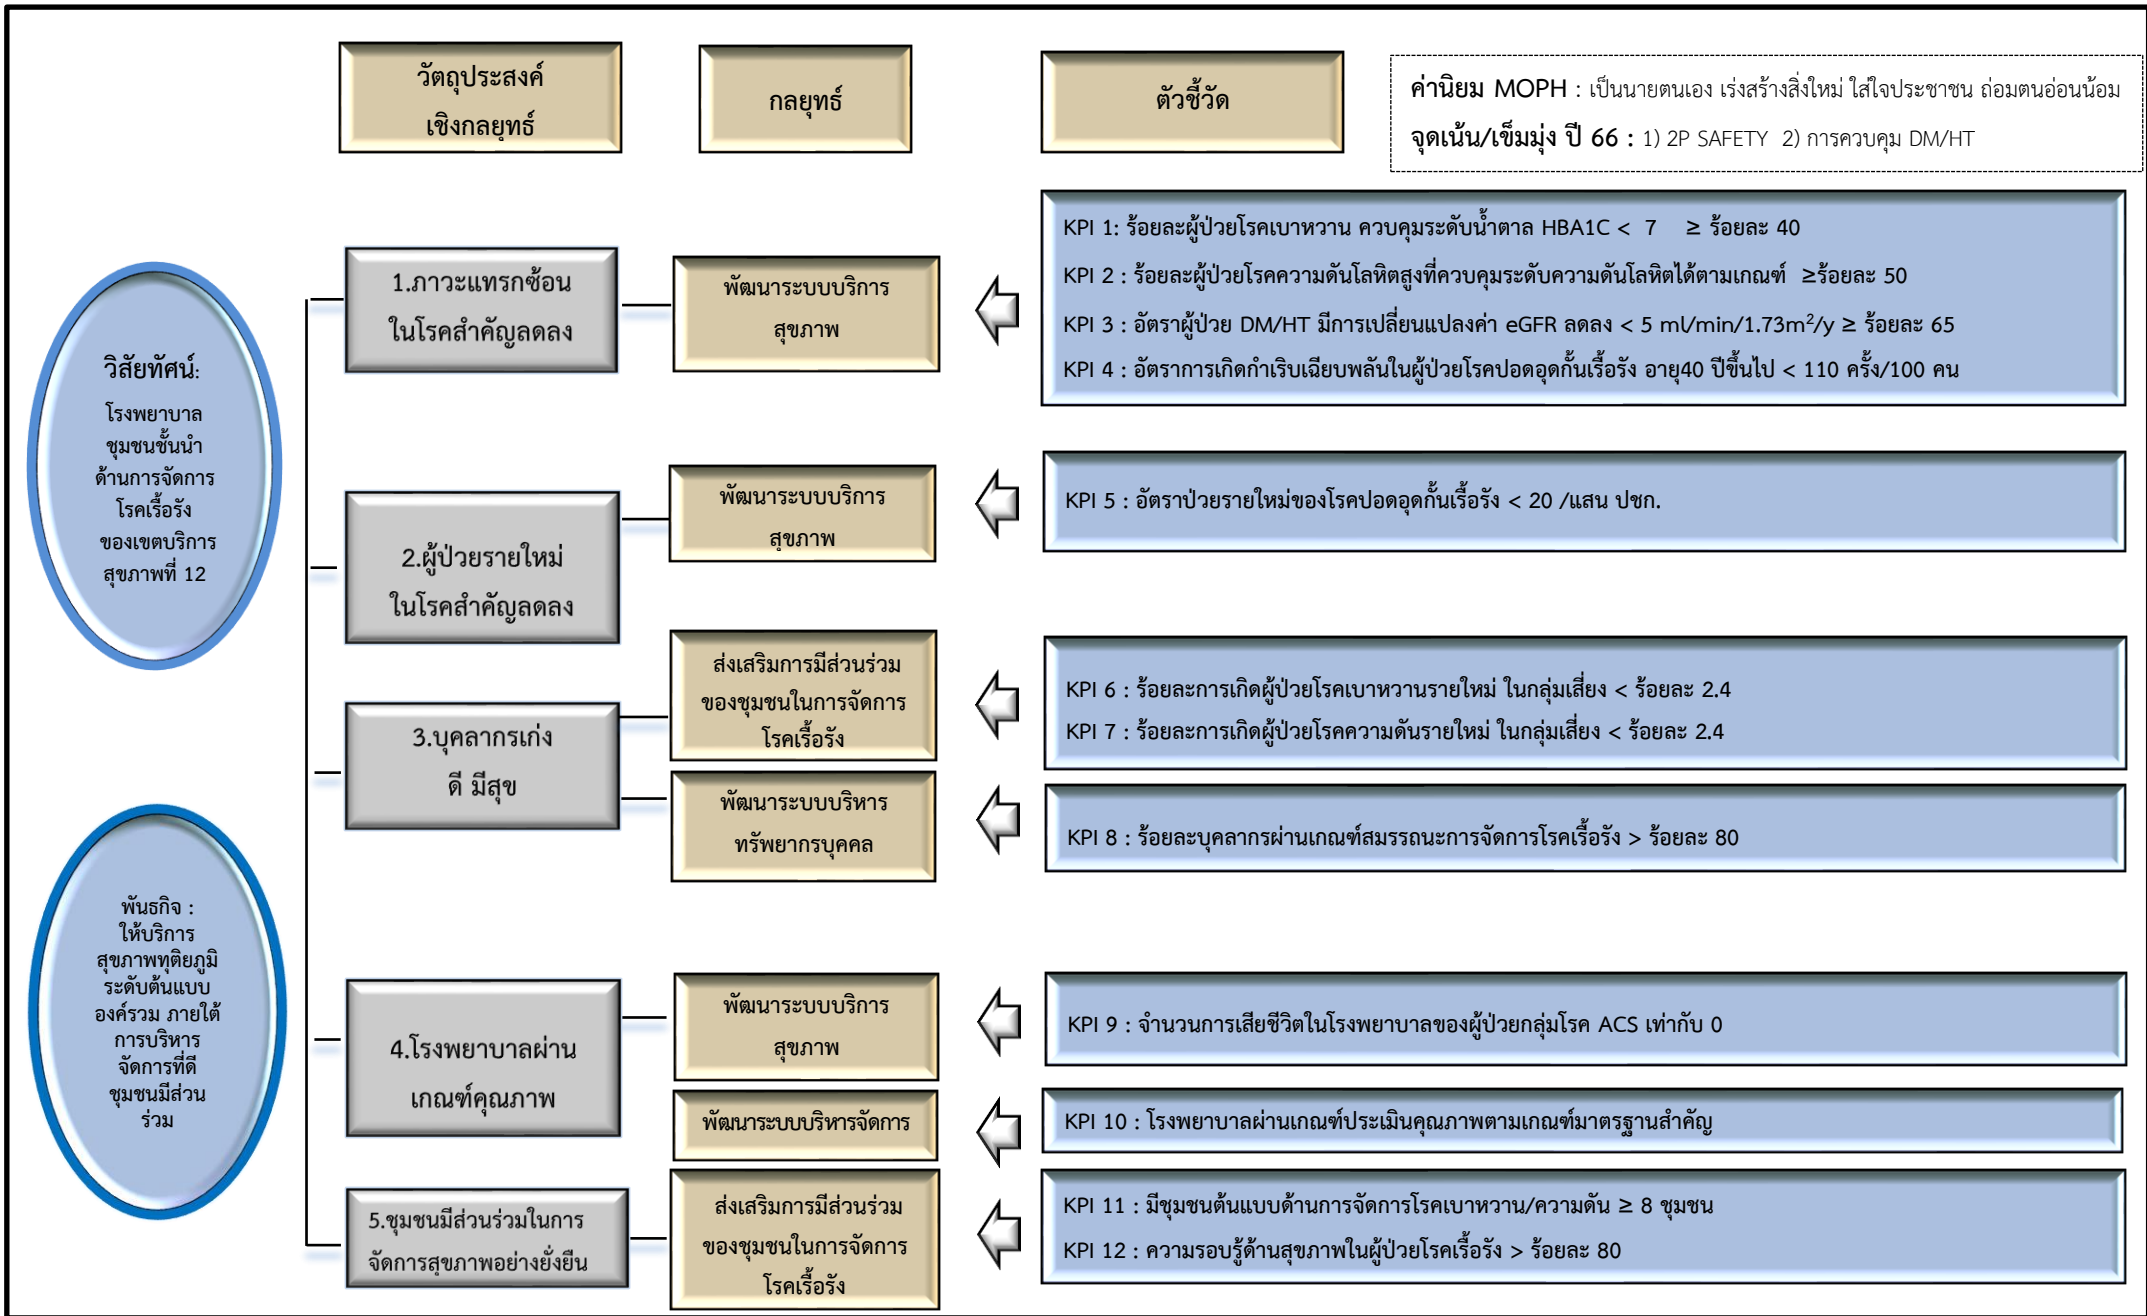 วัตถุประสงค์
เชิงกลยุทธ์
กลยุทธ์
ตัวชี้วัด
ค่านิยม MOPH : เป็นนายตนเอง เร่งสร้างสิ่งใหม่ ใส่ใจประชาชน ถ่อมตนอ่อนน้อม
จุดเน้น/เข็มมุ่ง ปี 66 : 1) 2P SAFETY 2) การควบคุม DM/HT
วิสัยทัศน์:
โรงพยาบาล
ชุมชนชั้นนำ
ด้านการจัดการ
โรคเรื้อรัง
ของเขตบริการ
สุขภาพที่ 12
พันธกิจ :
ให้บริการ
สุขภาพทุติยภูมิ
ระดับต้นแบบ
องค์รวม ภายใต้
การบริหาร
จัดการที่ดี
ชุมชนมีส่วน
ร่วม
1.ภาวะแทรกซ้อน
ในโรคสำคัญลดลง
พัฒนาระบบบริการ
สุขภาพ
KPI 1: ร้อยละผู้ป่วยโรคเบาหวาน ควบคุมระดับน้ำตาล HBA1C < 7 ≥ ร้อยละ 40
KPI 2 : ร้อยละผู้ป่วยโรคความดันโลหิตสูงที่ควบคุมระดับความดันโลหิตได้ตามเกณฑ์ ≥ร้อยละ 50
KPI 3 : อัตราผู้ป่วย DM/HT มีการเปลี่ยนแปลงค่า eGFR ลดลง < 5 ml/min/1.73m²/y ≥ ร้อยละ 65
KPI 4 : อัตราการเกิดกำเริบเฉียบพลันในผู้ป่วยโรคปอดอุดกั้นเรื้อรัง อายุ40 ปีขึ้นไป < 110 ครั้ง/100 คน
2.ผู้ป่วยรายใหม่
ในโรคสำคัญลดลง
พัฒนาระบบบริการ
สุขภาพ
KPI 5 : อัตราป่วยรายใหม่ของโรคปอดอุดกั้นเรื้อรัง < 20 /แสน ปชก.
3.บุคลากรเก่ง
ดี มีสุข
ส่งเสริมการมีส่วนร่วม
ของชุมชนในการจัดการ
โรคเรื้อรัง
KPI 6 : ร้อยละการเกิดผู้ป่วยโรคเบาหวานรายใหม่ ในกลุ่มเสี่ยง < ร้อยละ 2.4
KPI 7 : ร้อยละการเกิดผู้ป่วยโรคความดันรายใหม่ ในกลุ่มเสี่ยง < ร้อยละ 2.4
พัฒนาระบบบริหาร
ทรัพยากรบุคคล
KPI 8 : ร้อยละบุคลากรผ่านเกณฑ์สมรรถนะการจัดการโรคเรื้อรัง > ร้อยละ 80
4.โรงพยาบาลผ่าน
เกณฑ์คุณภาพ
พัฒนาระบบบริการ
สุขภาพ
KPI 9 : จำนวนการเสียชีวิตในโรงพยาบาลของผู้ป่วยกลุ่มโรค ACS เท่ากับ 0
พัฒนาระบบบริหารจัดการ
KPI 10 : โรงพยาบาลผ่านเกณฑ์ประเมินคุณภาพตามเกณฑ์มาตรฐานสำคัญ
5.ชุมชนมีส่วนร่วมในการ
จัดการสุขภาพอย่างยั่งยืน
ส่งเสริมการมีส่วนร่วม
ของชุมชนในการจัดการ
โรคเรื้อรัง
KPI 11 : มีชุมชนต้นแบบด้านการจัดการโรคเบาหวาน/ความดัน ≥ 8 ชุมชน
KPI 12 : ความรอบรู้ด้านสุขภาพในผู้ป่วยโรคเรื้อรัง > ร้อยละ 80